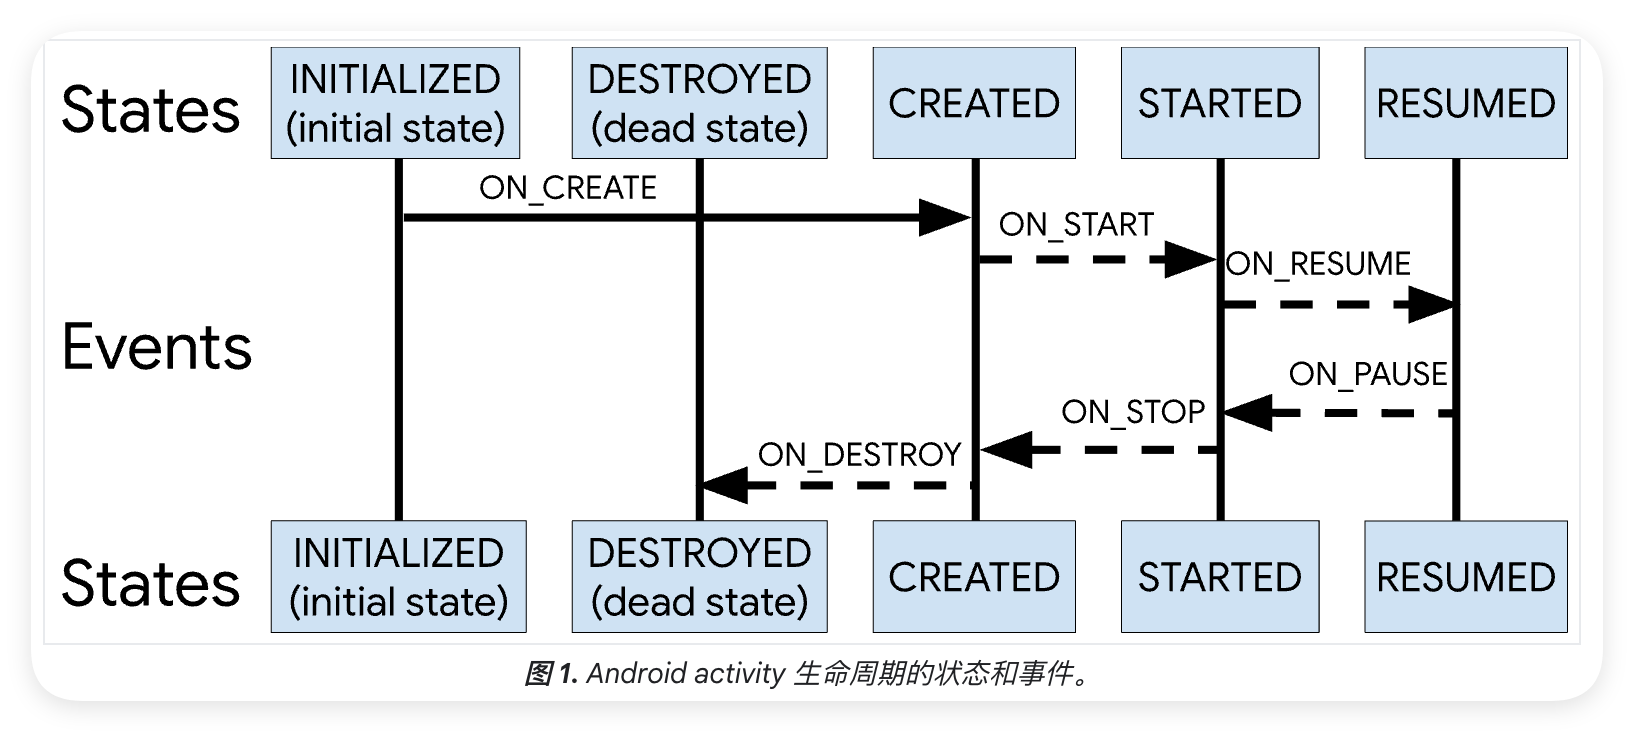 States
INITIALIZED
(initial state)
DESTROYED
(dead state)
CREATED
STARTED
RESUMED
ON_CREATE
ON_START
ON_RESUME
Events
ON_PAUSE
ON_STOP
ON_DESTROY
States
INITIALIZED
(initial state)
DESTROYED
(dead state)
CREATED
STARTED
RESUMED
图 1. Android activity 生命周期的状态和事件。